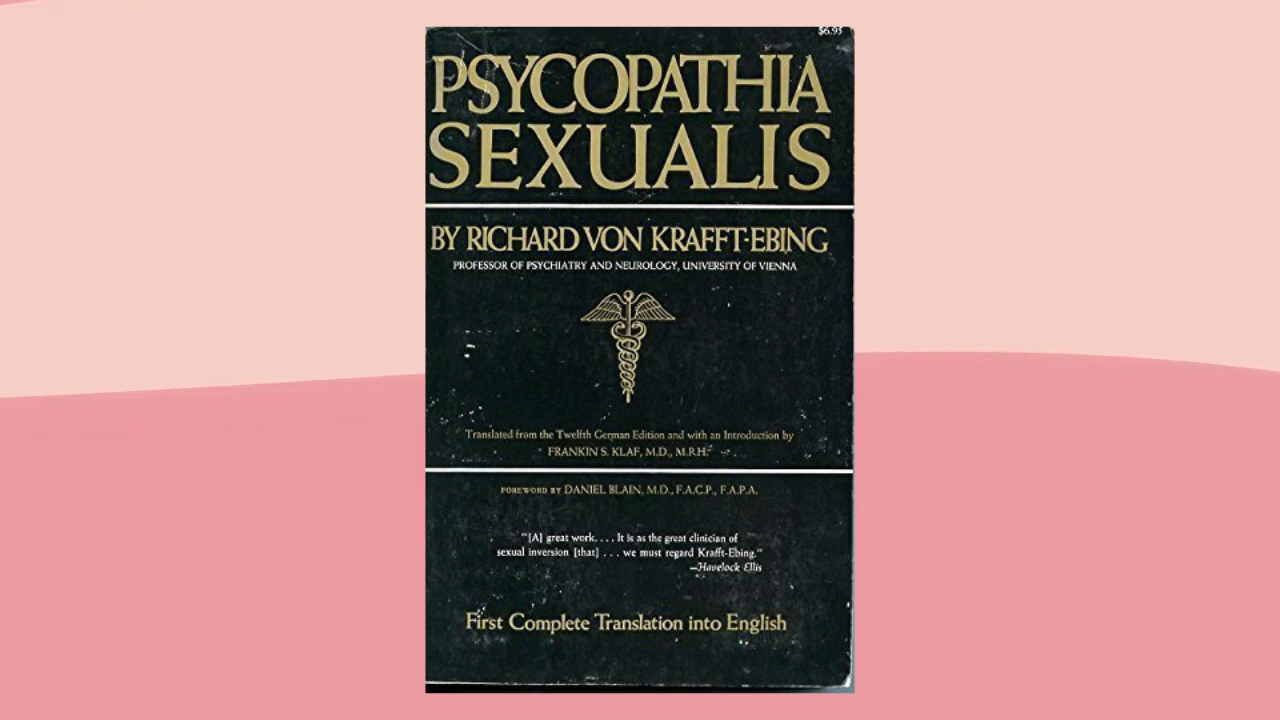 $6.95
PSYCOPATHIA
SEXUALIS
BY RICHARD VON KRAFFT-EBING
PROFESSOR OF PSYCHIATRY AND NEUROLOGY, UNIVERSITY OF VIENNA
Translated from the Twelfth German Edition and with an Introduction by
FRANKIN S. KLAF, M.D., M.R.H.
FOREWORD BY DANIEL BLAIN, M.D., F.A.C.P., F.A.P.A.
"[A] great work. . . . It is as the great clinician of
sexual inversion [that] . . . we must regard Krafft-Ebing."
—Havelock Ellis
First Complete Translation into English